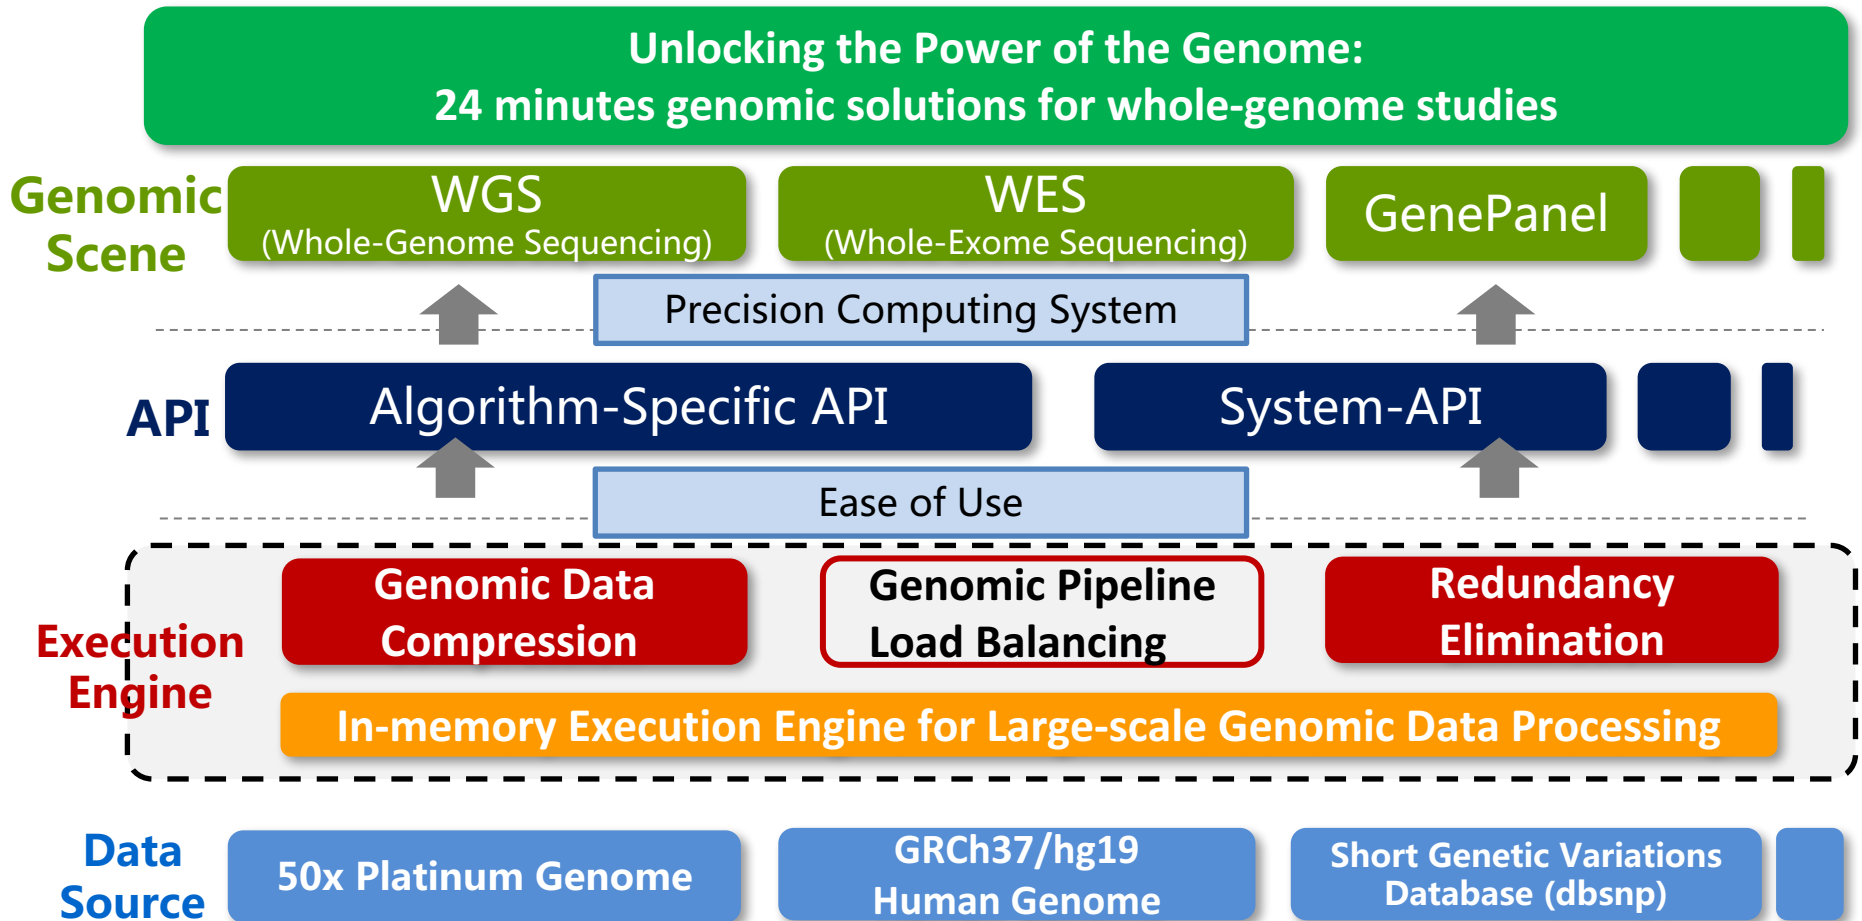 Unlocking the Power of the Genome:
24 minutes genomic solutions for whole-genome studies
Genomic
Scene
WGS
(Whole-Genome Sequencing)
WES
(Whole-Exome Sequencing)
GenePanel
Precision Computing System
API
Algorithm-Specific API
System-API
Ease of Use
Execution
Engine
Genomic Data
Compression
Genomic Pipeline
Load Balancing
Redundancy
Elimination
In-memory Execution Engine for Large-scale Genomic Data Processing
Data
Source
50x Platinum Genome
GRCh37/hg19
Human Genome
Short Genetic Variations
Database (dbsnp)